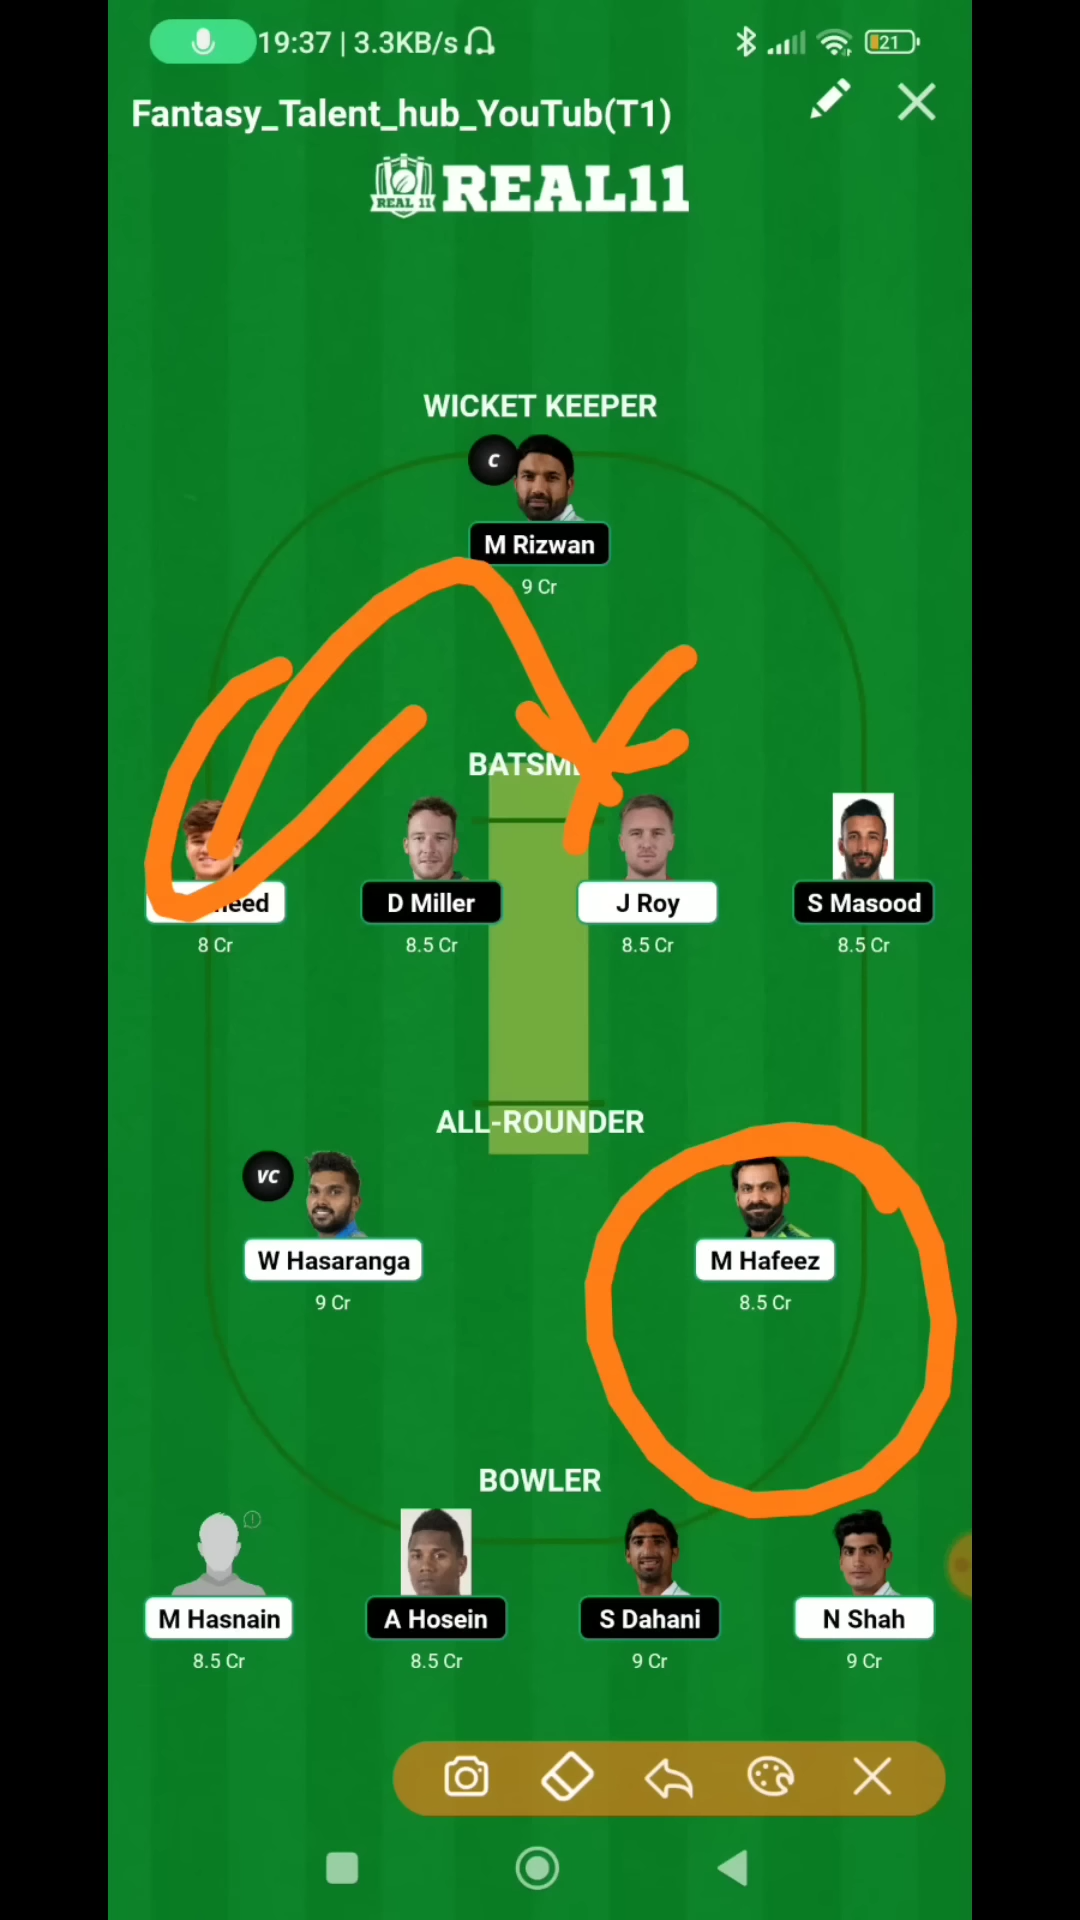 19:37 | 3.3KB/s
21
Fantasy_Talent_hub_YouTub(T1)
REAL 11
REAL11
WICKET KEEPER
C
M Rizwan
9 Cr
BATSM
D Miller
J Roy
S Masood
8 Cr
8.5 Cr
8.5 Cr
8.5 Cr
ALL-ROUNDER
VC
W Hasaranga
M Hafeez
9 Cr
8.5 Cr
BOWLER
M Hasnain
A Hosein
S Dahani
N Shah
8.5 Cr
8.5 Cr
9 Cr
9 Cr